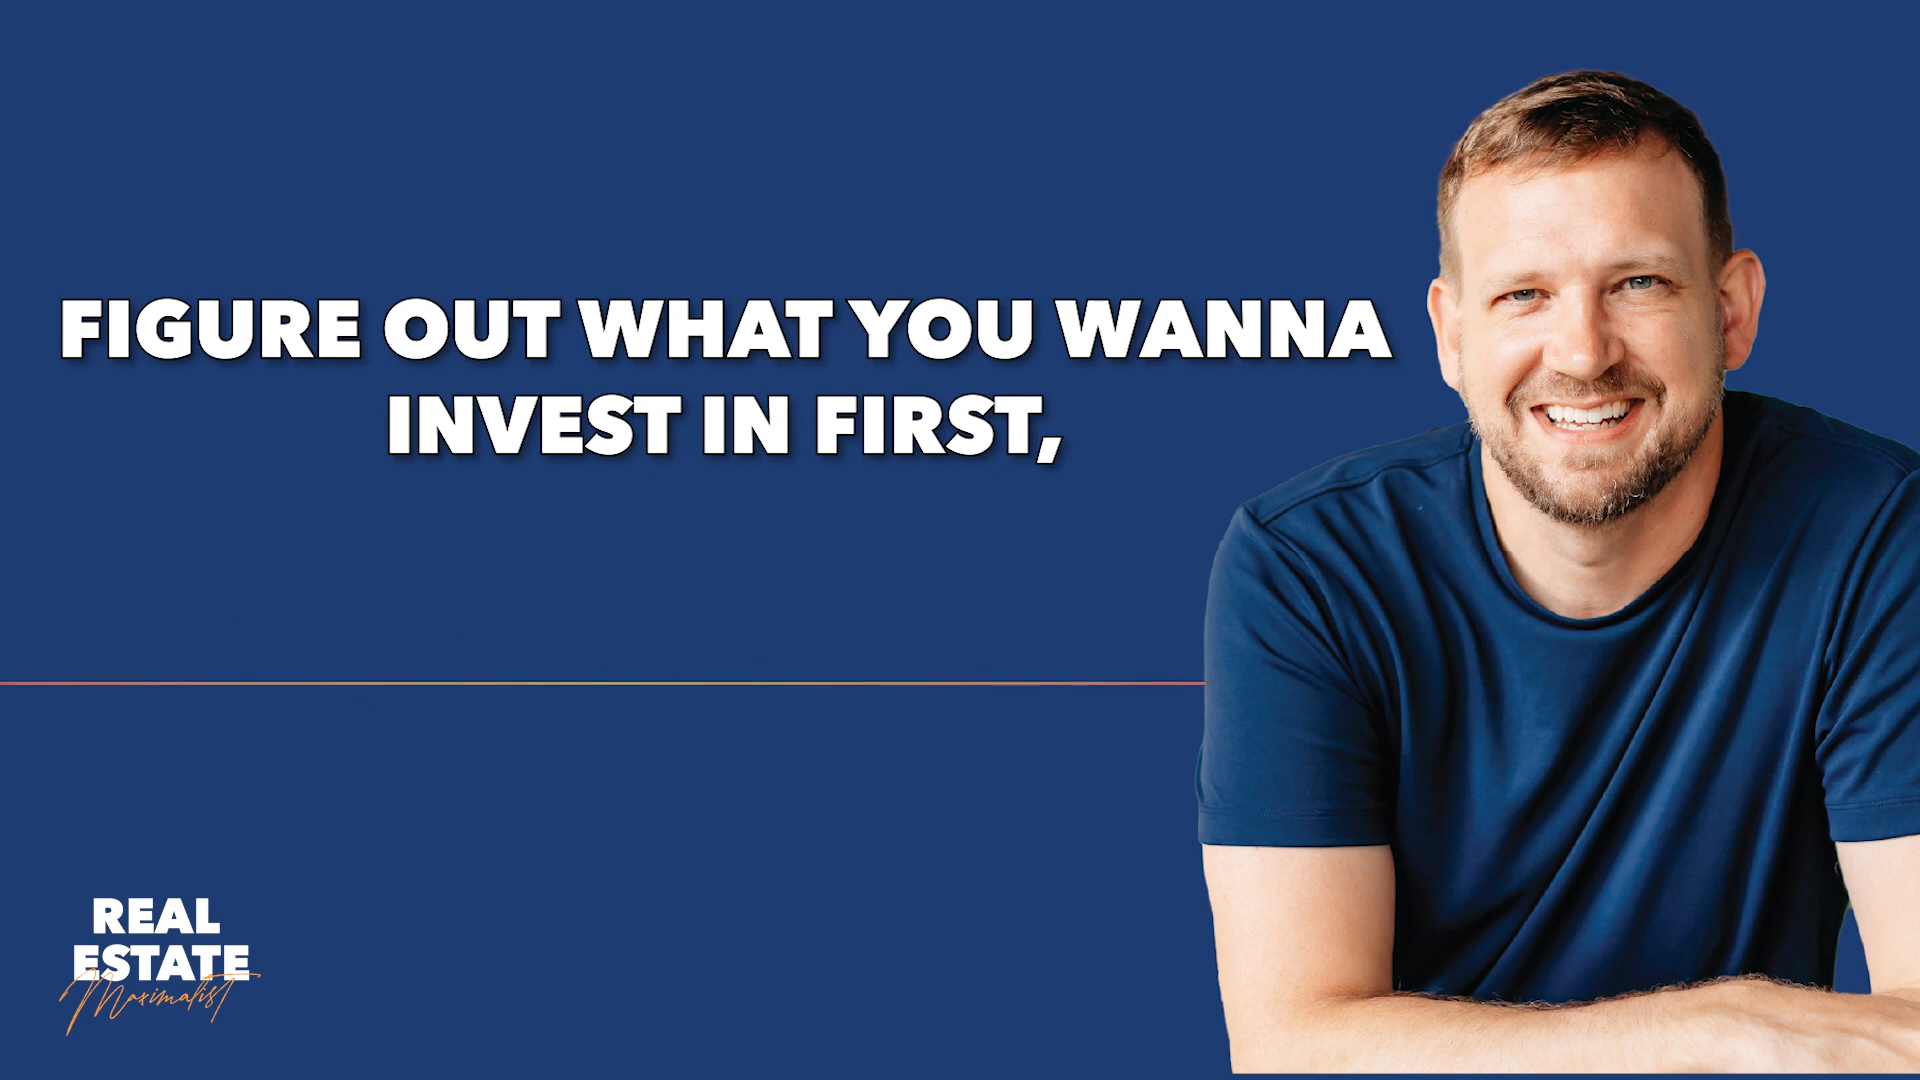 FIGURE OUT WHAT YOU WANNA
INVEST IN FIRST,
REAL
ESTATE
Maximalist